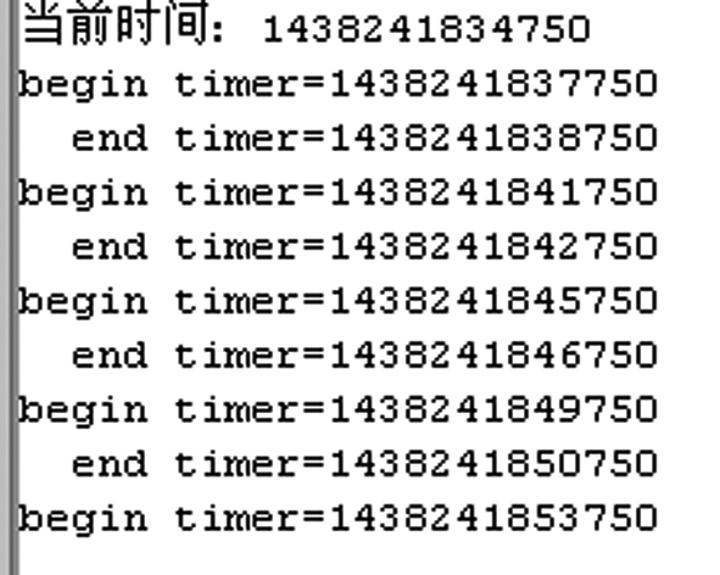 当前时间: 1438241834750
begin timer=1438241837750
  end timer=1438241838750
begin timer=1438241841750
  end timer=1438241842750
begin timer=1438241845750
  end timer=1438241846750
begin timer=1438241849750
  end timer=1438241850750
begin timer=1438241853750